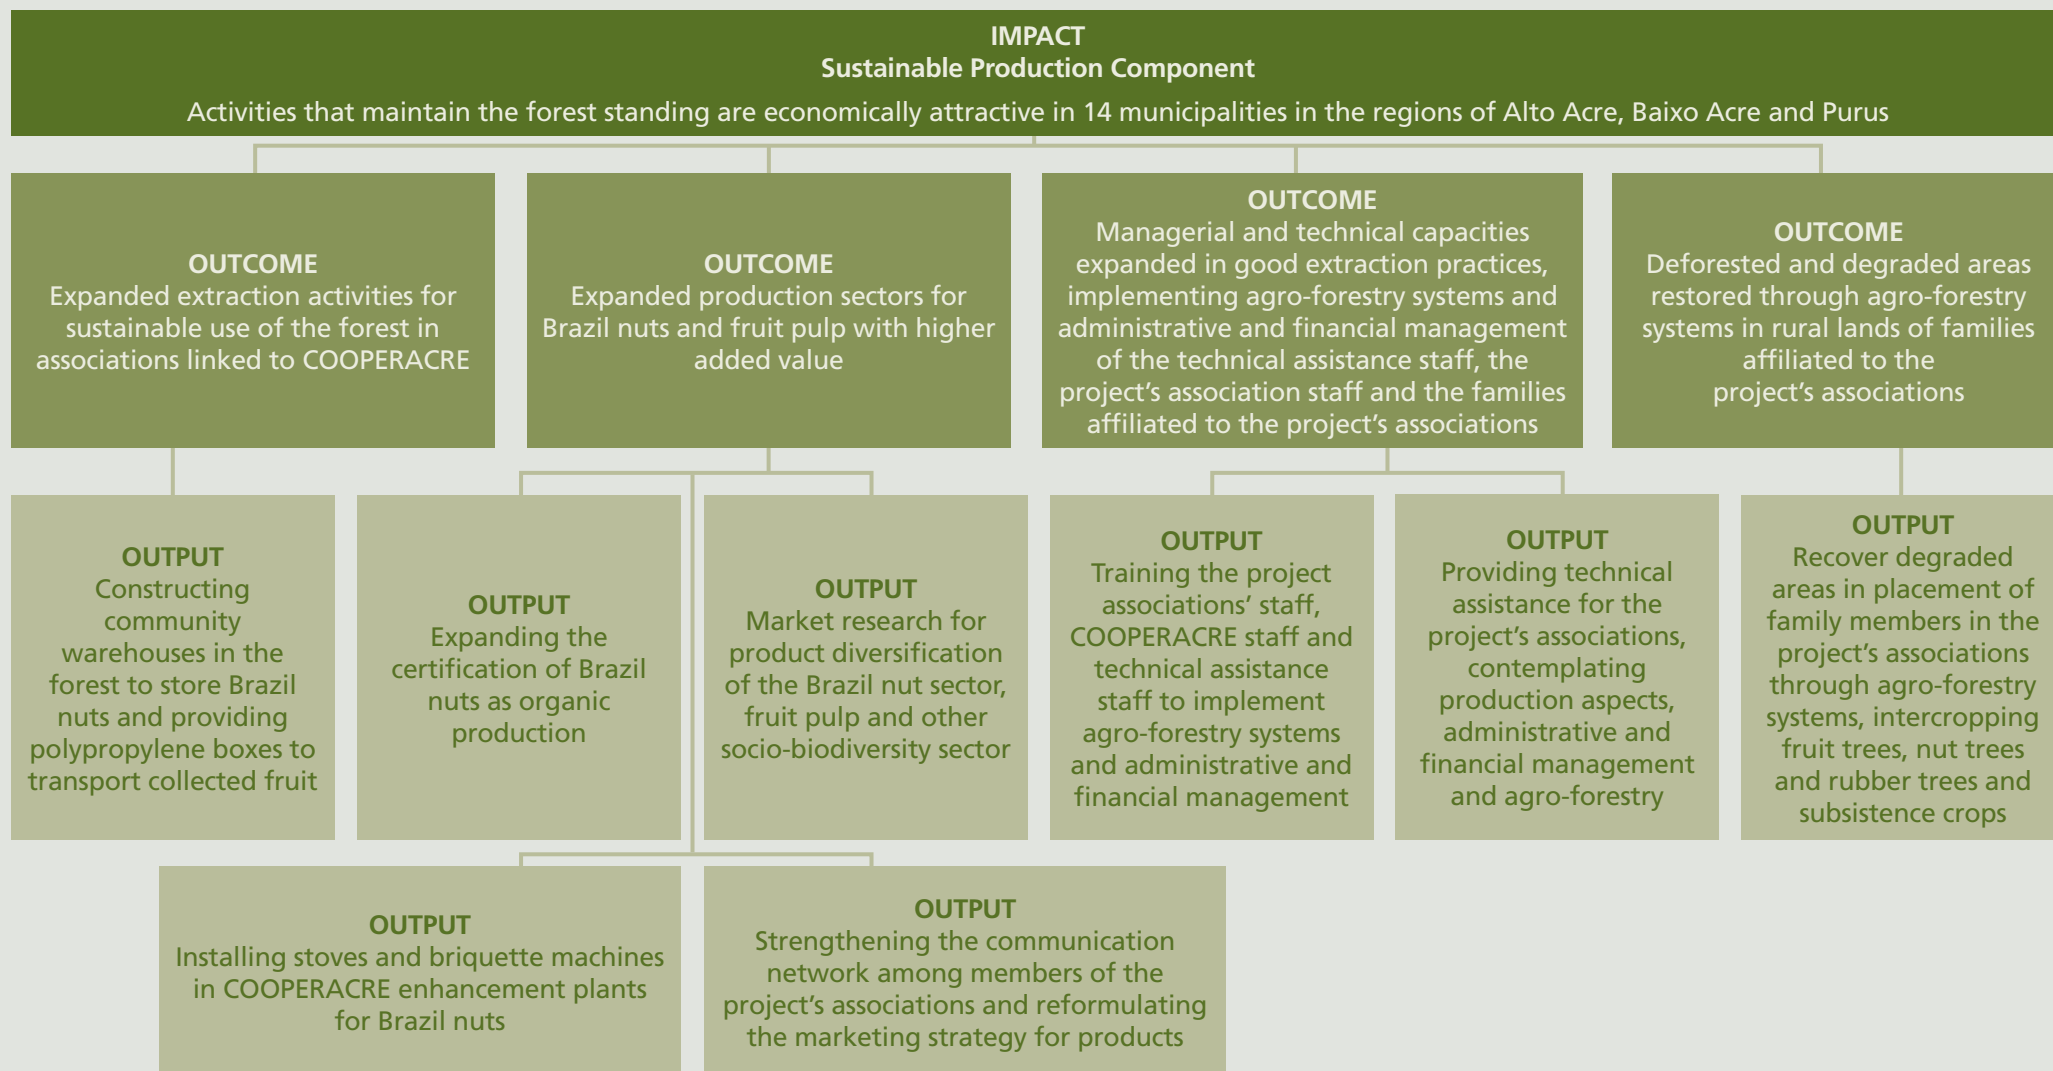 IMPACT
Sustainable Production Component
Activities that maintain the forest standing are economically attractive in 14 municipalities in the regions of Alto Acre, Baixo Acre and Purus
OUTCOME
Expanded extraction activities for
sustainable use of the forest in
associations linked to COOPERACRE
OUTCOME
Expanded production sectors for
Brazil nuts and fruit pulp with higher
added value
OUTCOME
Managerial and technical capacities
expanded in good extraction practices,
implementing agro-forestry systems and
administrative and financial management
of the technical assistance staff, the
project’s association staff and the families
affiliated to the project’s associations
OUTCOME
Deforested and degraded areas
restored through agro-forestry
systems in rural lands of families
affiliated to the
project’s associations
OUTPUT
Constructing
community
warehouses in the
forest to store Brazil
nuts and providing
polypropylene boxes to
transport collected fruit
OUTPUT
Expanding the
certification of Brazil
nuts as organic
production
OUTPUT
Market research for
product diversification
of the Brazil nut sector,
fruit pulp and other
socio-biodiversity sector
OUTPUT
Training the project
associations’ staff,
COOPERACRE staff and
technical assistance
staff to implement
agro-forestry systems
and administrative and
financial management
OUTPUT
Providing technical
assistance for the
project’s associations,
contemplating
production aspects,
administrative and
financial management
and agro-forestry
OUTPUT
Recover degraded
areas in placement of
family members in the
project’s associations
through agro-forestry
systems, intercropping
fruit trees, nut trees
and rubber trees and
subsistence crops
OUTPUT
Installing stoves and briquette machines
in COOPERACRE enhancement plants
for Brazil nuts
OUTPUT
Strengthening the communication
network among members of the
project’s associations and reformulating
the marketing strategy for products